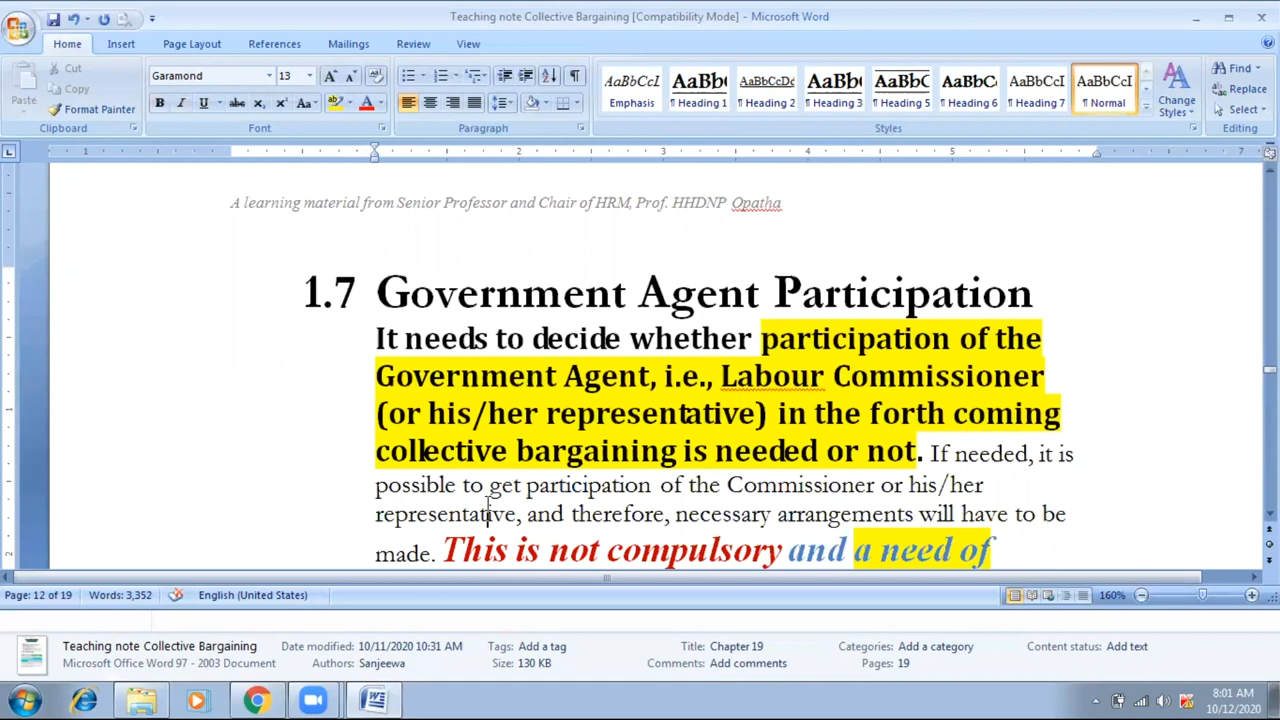 Teaching note Collective Bargaining [Compatibility Mode] - Microsoft Word
Home Insert Page Layout References Mailings Review View
Paste Cut Copy Format Painter Clipboard
Garamond 13 Font
Paragraph
AaBbCcI Emphasis AaBbC ¶ Heading 1 AaBbCcDc ¶ Heading 2 AaBbC ¶ Heading 3 AaBbC ¶ Heading 5 AaBbC ¶ Heading 6 AaBbCcI ¶ Heading 7 AaBbCcI ¶ Normal Change Styles Styles
Find Replace Select Editing
1 2 3 4 5 7
A learning material from Senior Professor and Chair of HRM, Prof. HHDNP Opatha
1.7 Government Agent Participation
It needs to decide whether participation of the
Government Agent, i.e., Labour Commissioner
(or his/her representative) in the forth coming
collective bargaining is needed or not. If needed, it is
possible to get participation of the Commissioner or his/her
representative, and therefore, necessary arrangements will have to be
made. This is not compulsory and a need of
Page: 12 of 19 Words: 3,352 English (United States) 160%
Teaching note Collective Bargaining Date modified: 10/11/2020 10:31 AM Tags: Add a tag Title: Chapter 19 Categories: Add a category Content status: Add text
Microsoft Office Word 97 - 2003 Document Authors: Sanjeewa Size: 130 KB Comments: Add comments Pages: 19
8:01 AM
10/12/2020